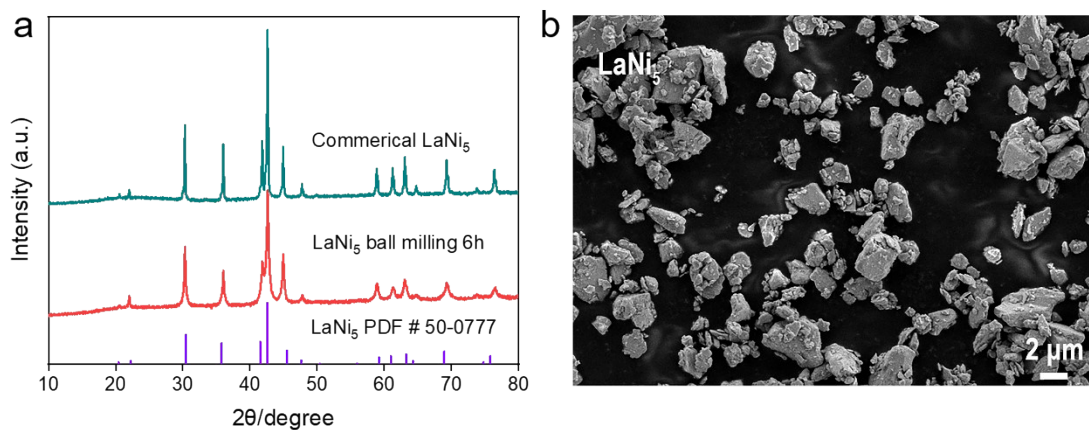 a
Intensity (a.u.)
Commerical LaNi₅
LaNi₅ ball milling 6h
LaNi₅ PDF # 50-0777
10 20 30 40 50 60 70 80
2θ/degree
b
LaNi₅
2 μm